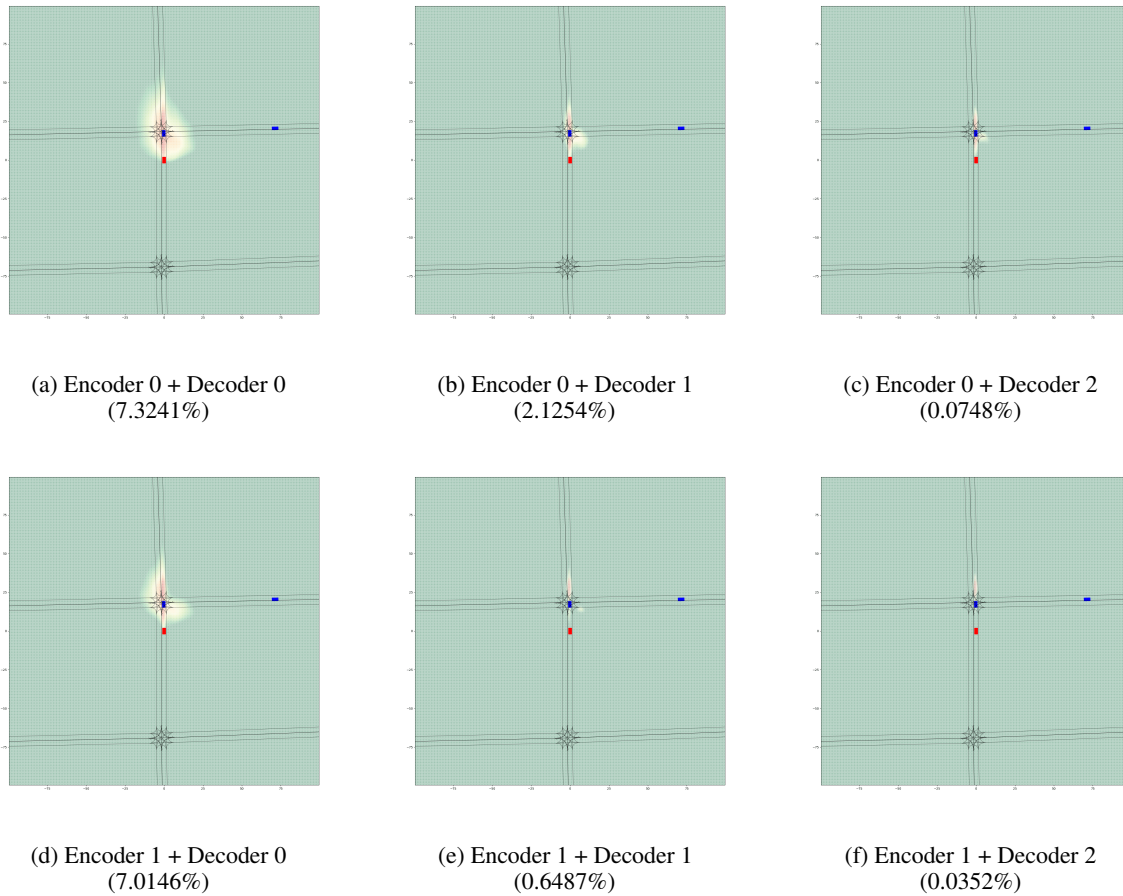 (a) Encoder 0 + Decoder 0
(7.3241%)
(b) Encoder 0 + Decoder 1
(2.1254%)
(c) Encoder 0 + Decoder 2
(0.0748%)
(d) Encoder 1 + Decoder 0
(7.0146%)
(e) Encoder 1 + Decoder 1
(0.6487%)
(f) Encoder 1 + Decoder 2
(0.0352%)